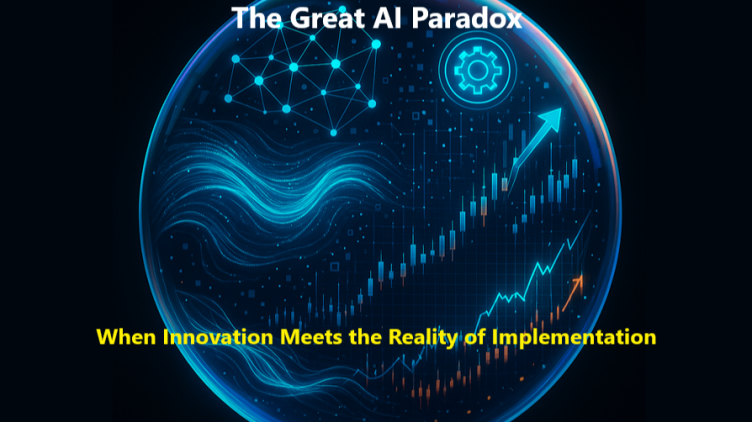 The Great AI Paradox
When Innovation Meets the Reality of Implementation